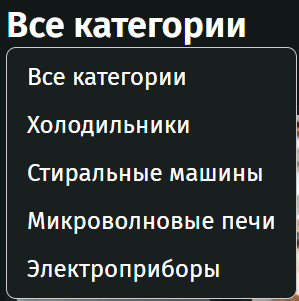 Все категории
Все категории
Холодильники
Стиральные машины
Микроволновые печи
Электроприборы